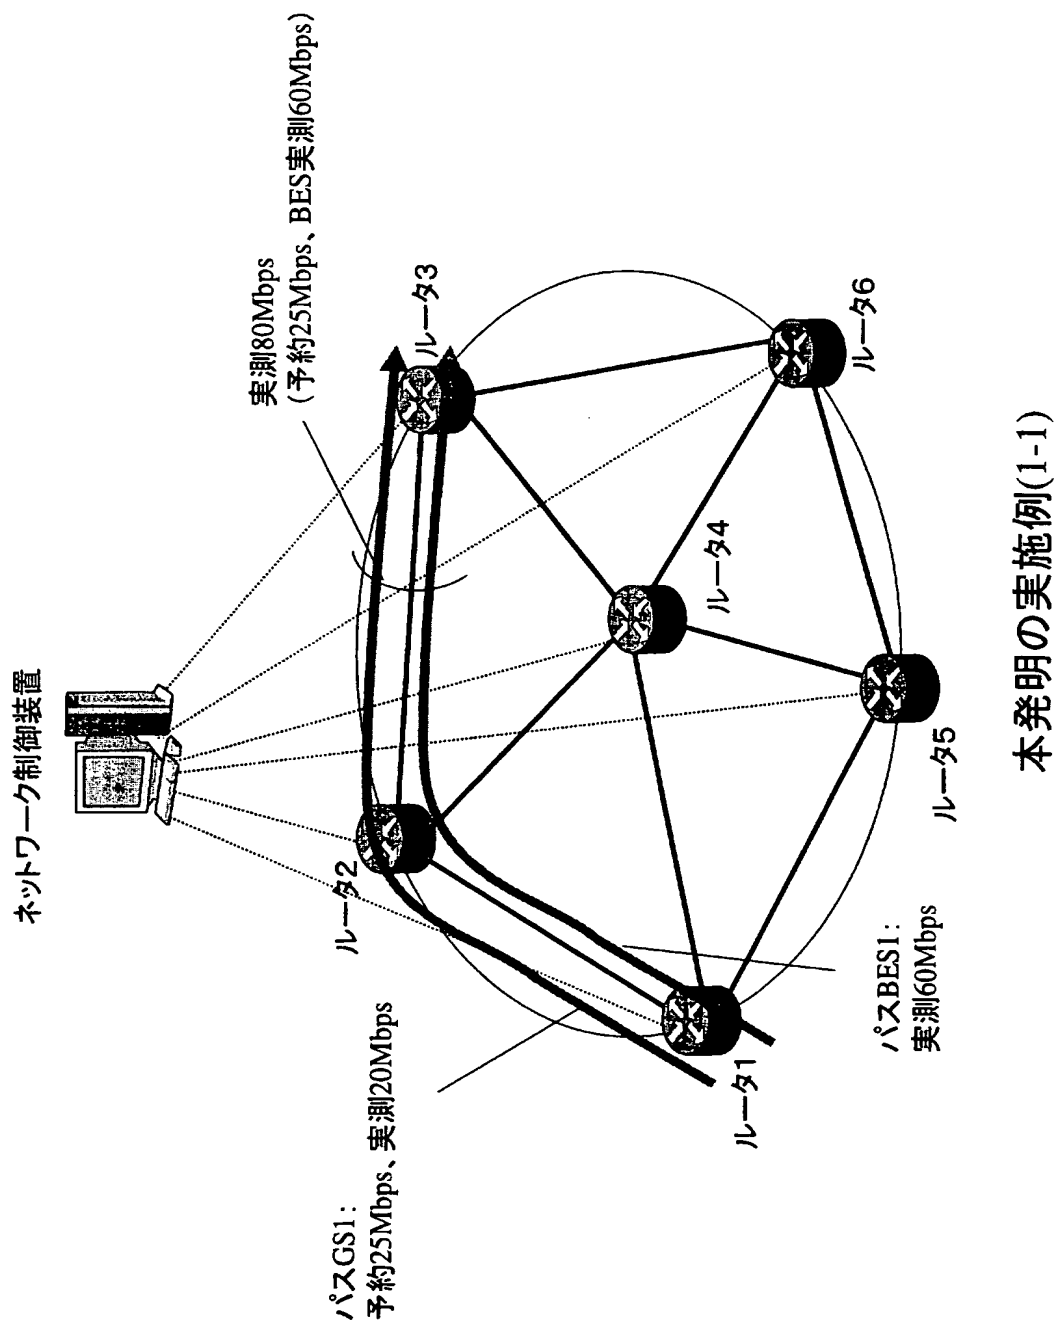 ネットワーク制御装置
実測80Mbps
(予約25Mbps、BES実測60Mbps)
パスGS1:
予約25Mbps、実測20Mbps
ルータ2
ルータ3
ルータ1
ルータ4
ルータ6
パスBES1:
実測60Mbps
ルータ5
本発明の実施例(1-1)